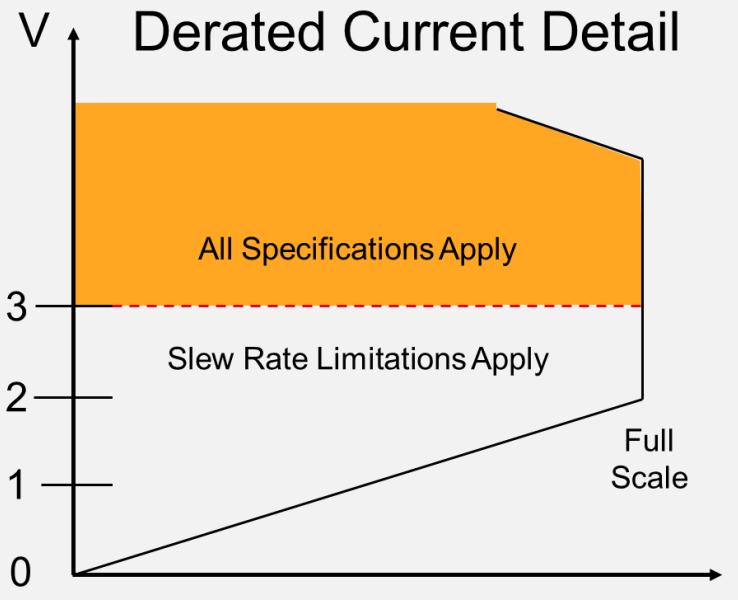 V
Derated Current Detail
All Specifications Apply
3
Slew Rate Limitations Apply
2
Full
Scale
1
0